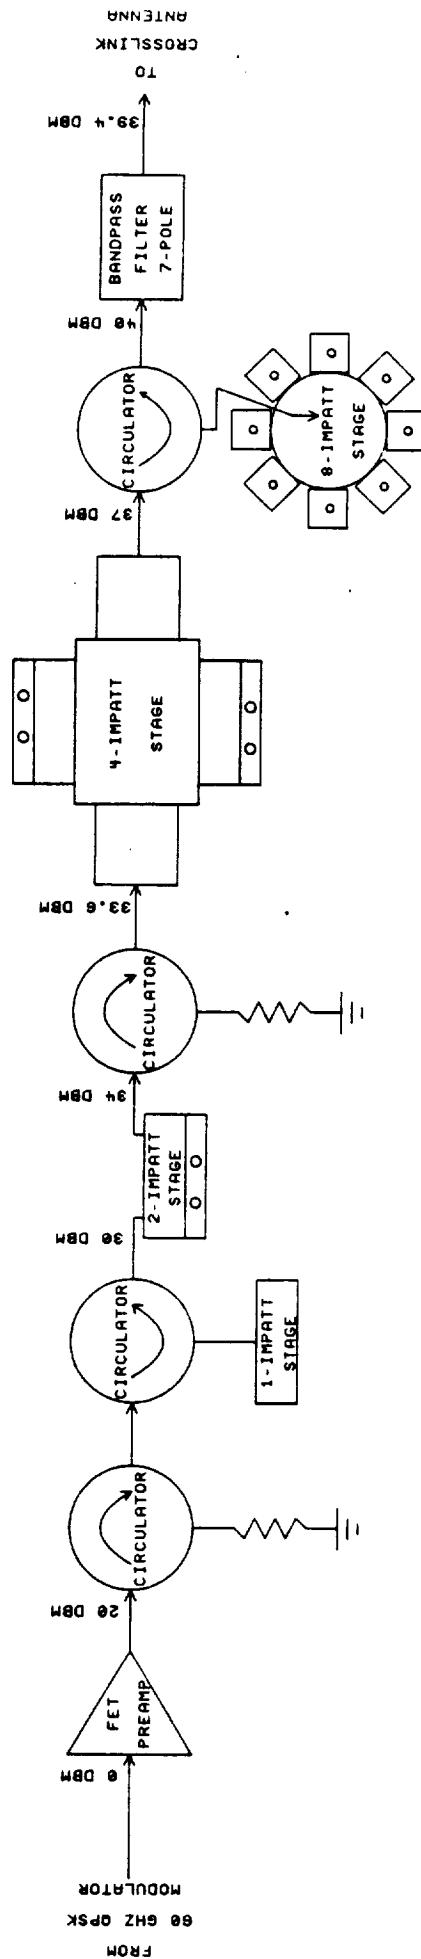 FROM
60 GHZ QPSK
MODULATOR
0 DBM
FET
PREAMP
20 DBM
CIRCULATOR
CIRCULATOR
1-IMPATT
STAGE
30 DBM
2-IMPATT
STAGE
34 DBM
CIRCULATOR
33.6 DBM
4-IMPATT
STAGE
37 DBM
CIRCULATOR
8-IMPATT
STAGE
40 DBM
BANDPASS
FILTER
7-POLE
39.4 DBM
TO
CROSSLINK
ANTENNA